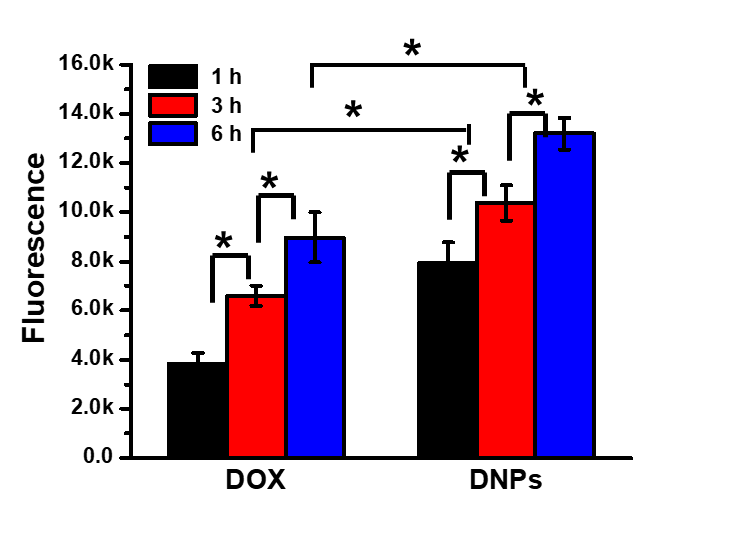 Fluorescence
16.0k
14.0k
12.0k
10.0k
8.0k
6.0k
4.0k
2.0k
0.0
1 h
3 h
6 h
*
*
*
*
*
*
DOX
DNPs